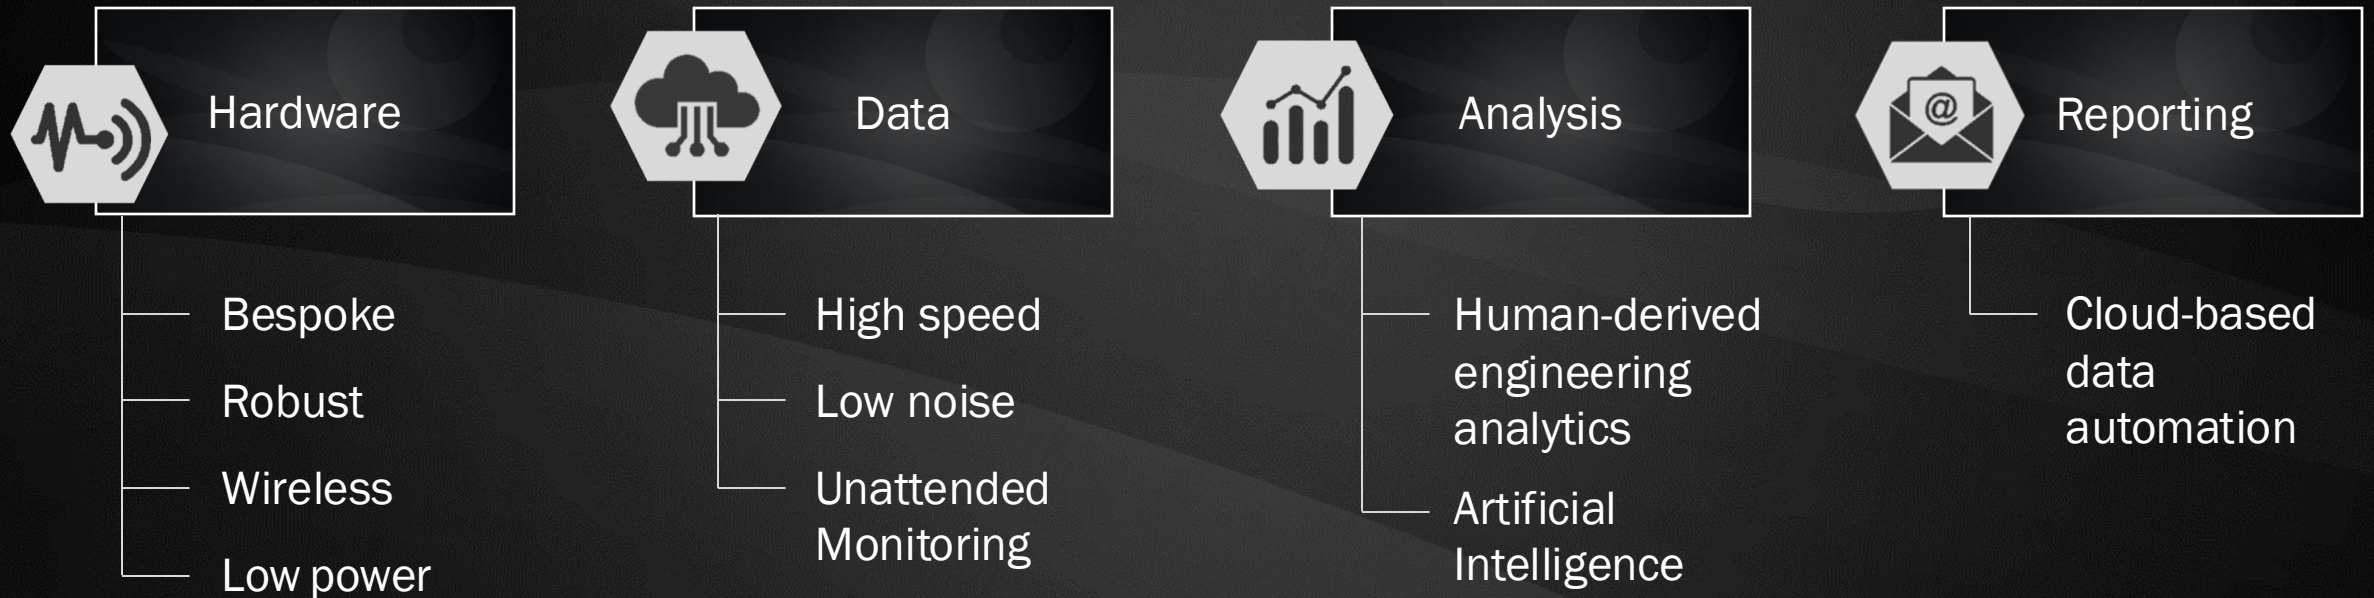 Hardware
Bespoke
Robust
Wireless
Low power
Data
High speed
Low noise
Unattended
Monitoring
Analysis
Human-derived
engineering
analytics
Artificial
Intelligence
@
Reporting
Cloud-based
data
automation